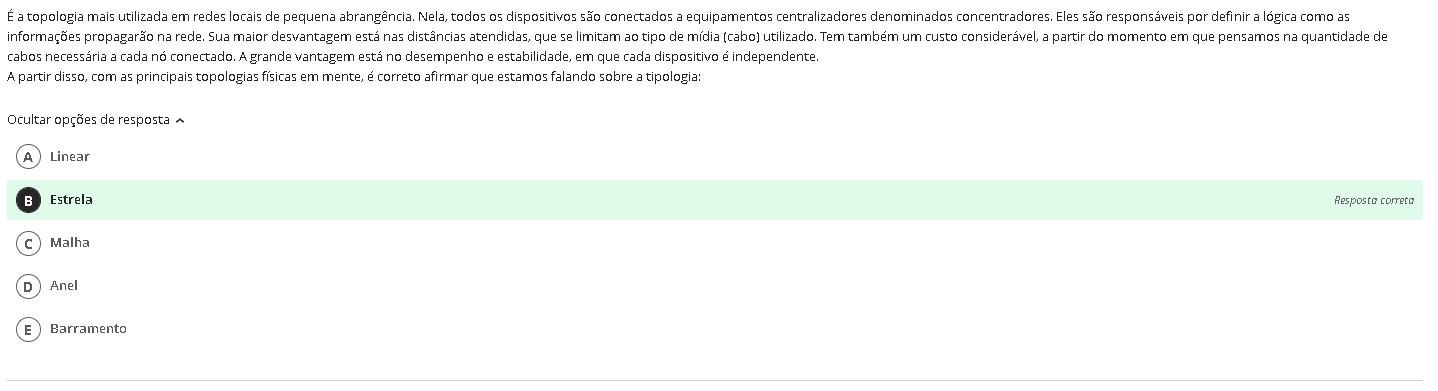 É a topologia mais utilizada em redes locais de pequena abrangência. Nela, todos os dispositivos são conectados a equipamentos centralizadores denominados concentradores. Eles são responsáveis por definir a lógica como as
informações propagarão na rede. Sua maior desvantagem está nas distâncias atendidas, que se limitam ao tipo de mídia (cabo) utilizado. Tem também um custo considerável, a partir do momento em que pensamos na quantidade de
cabos necessária a cada nó conectado. A grande vantagem está no desempenho e estabilidade, em que cada dispositivo é independente.
A partir disso, com as principais topologias físicas em mente, é correto afirmar que estamos falando sobre a tipologia:
Ocultar opções de resposta
A Linear
B Estrela Resposta correta
C Malha
D Anel
E Barramento